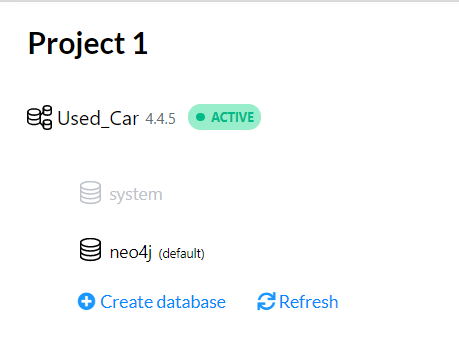 Project 1
Used_Car 4.4.5 ACTIVE
system
neo4j (default)
Create database Refresh